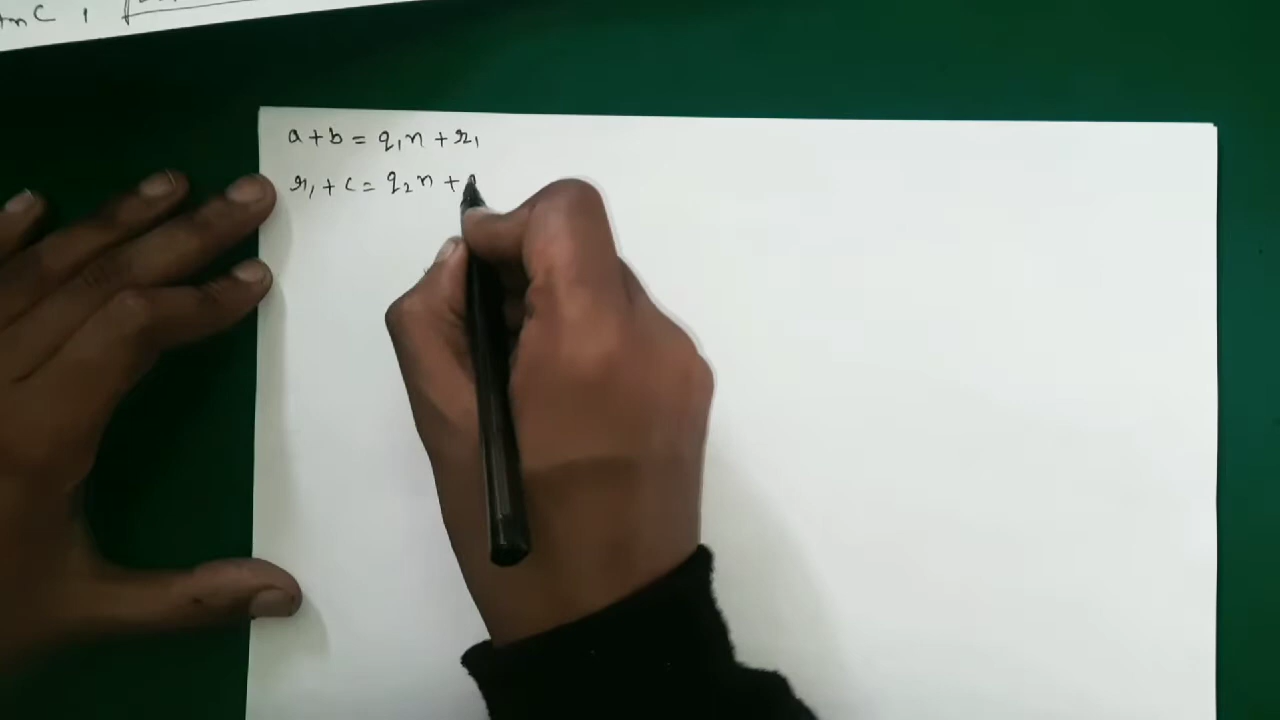 a + b = q₁n + r₁
r₁ + c = q₂n +